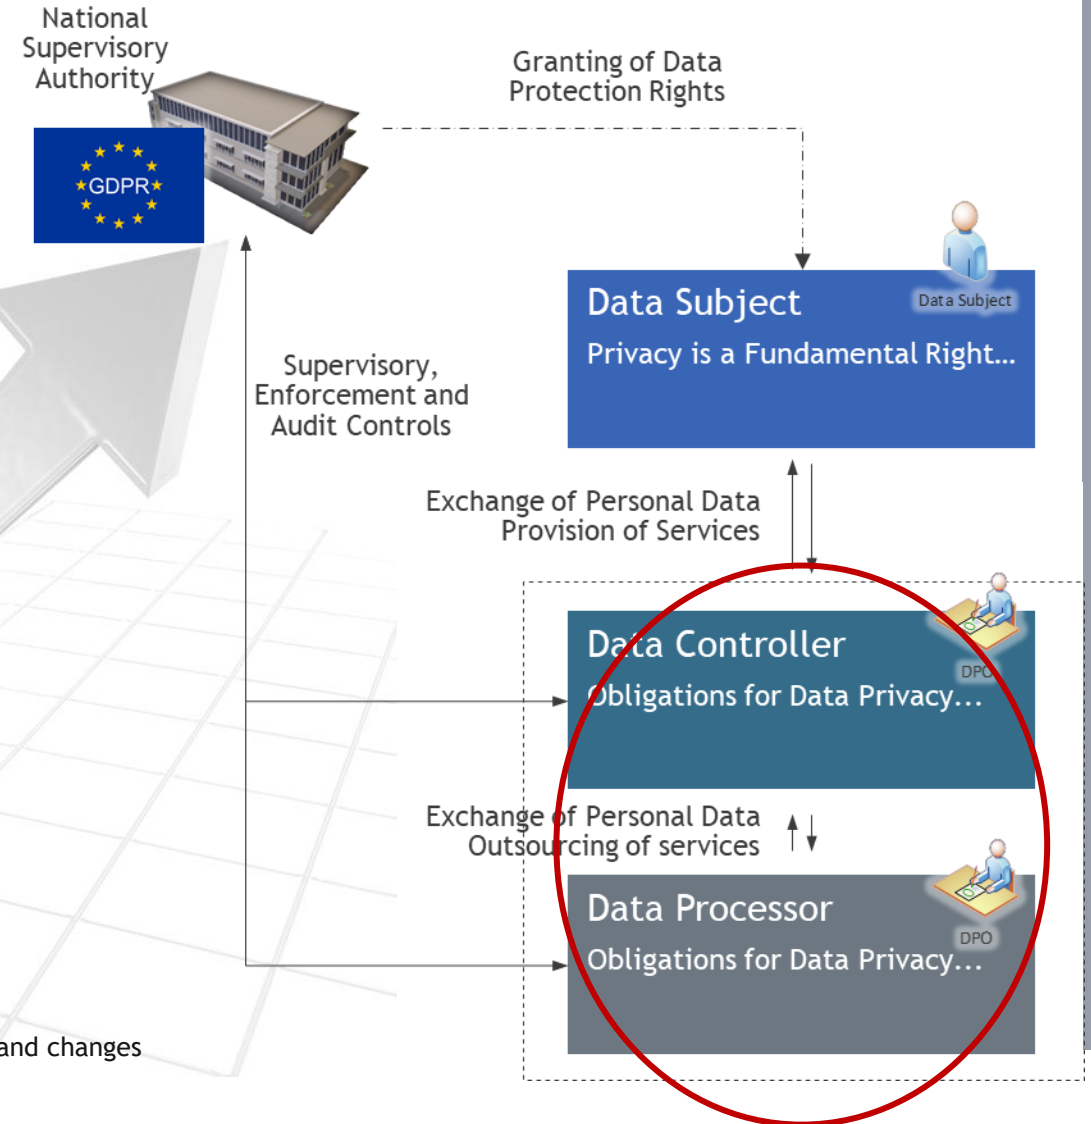 National
Supervisory
Authority
GDPR
Granting of Data
Protection Rights
Data Subject
Data Subject
Privacy is a Fundamental Right...
Supervisory,
Enforcement and
Audit Controls
Exchange of Personal Data
Provision of Services
Data Controller
DPO
Obligations for Data Privacy...
Exchange of Personal Data
Outsourcing of services
Data Processor
DPO
Obligations for Data Privacy...
and changes